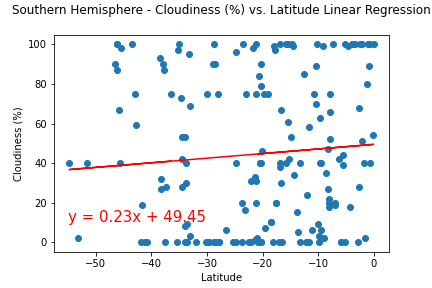 Southern Hemisphere - Cloudiness (%) vs. Latitude Linear Regression
100
80
60
40
20
0
Cloudiness (%)
y = 0.23x + 49.45
−50 −40 −30 −20 −10 0
Latitude